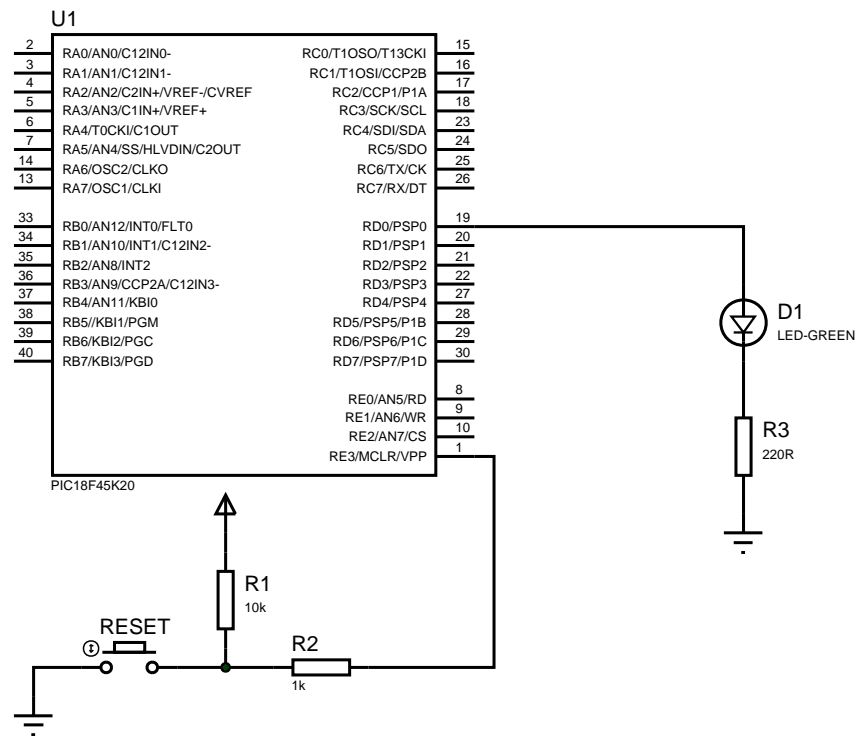 U1
2 RA0/AN0/C12IN0- RC0/T1OSO/T13CKI 15
3 RA1/AN1/C12IN1- RC1/T1OSI/CCP2B 16
4 RA2/AN2/C2IN+/VREF-/CVREF RC2/CCP1/P1A 17
5 RA3/AN3/C1IN+/VREF+ RC3/SCK/SCL 18
6 RA4/T0CKI/C1OUT RC4/SDI/SDA 23
7 RA5/AN4/SS/HLVDIN/C2OUT RC5/SDO 24
14 RA6/OSC2/CLKO RC6/TX/CK 25
13 RA7/OSC1/CLKI RC7/RX/DT 26
33 RB0/AN12/INT0/FLT0 RD0/PSP0 19
34 RB1/AN10/INT1/C12IN2- RD1/PSP1 20
35 RB2/AN8/INT2 RD2/PSP2 21
36 RB3/AN9/CCP2A/C12IN3- RD3/PSP3 22
37 RB4/AN11/KBI0 RD4/PSP4 27
38 RB5//KBI1/PGM RD5/PSP5/P1B 28
39 RB6/KBI2/PGC RD6/PSP6/P1C 29
40 RB7/KBI3/PGD RD7/PSP7/P1D 30
RE0/AN5/RD 8
RE1/AN6/WR 9
RE2/AN7/CS 10
RE3/MCLR/VPP 1
PIC18F45K20
D1
LED-GREEN
R3
220R
R1
10k
RESET
R2
1k